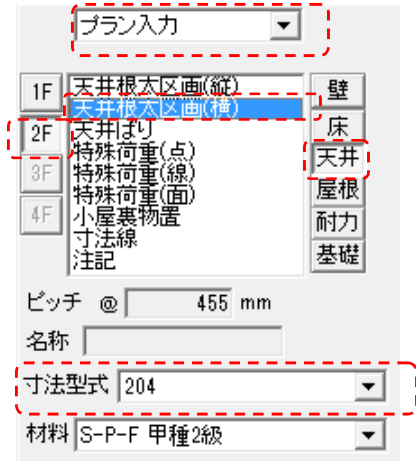 プラン入力
1F
2F
3F
4F
天井根太区画(縦)
天井根太区画(横)
天井ばり
特殊荷重(点)
特殊荷重(線)
特殊荷重(面)
小屋裏物置
寸法線
注記
壁
床
天井
屋根
耐力
基礎
ピッチ @ 455 mm
名称
寸法型式 204
材料 S-P-F 甲種2級